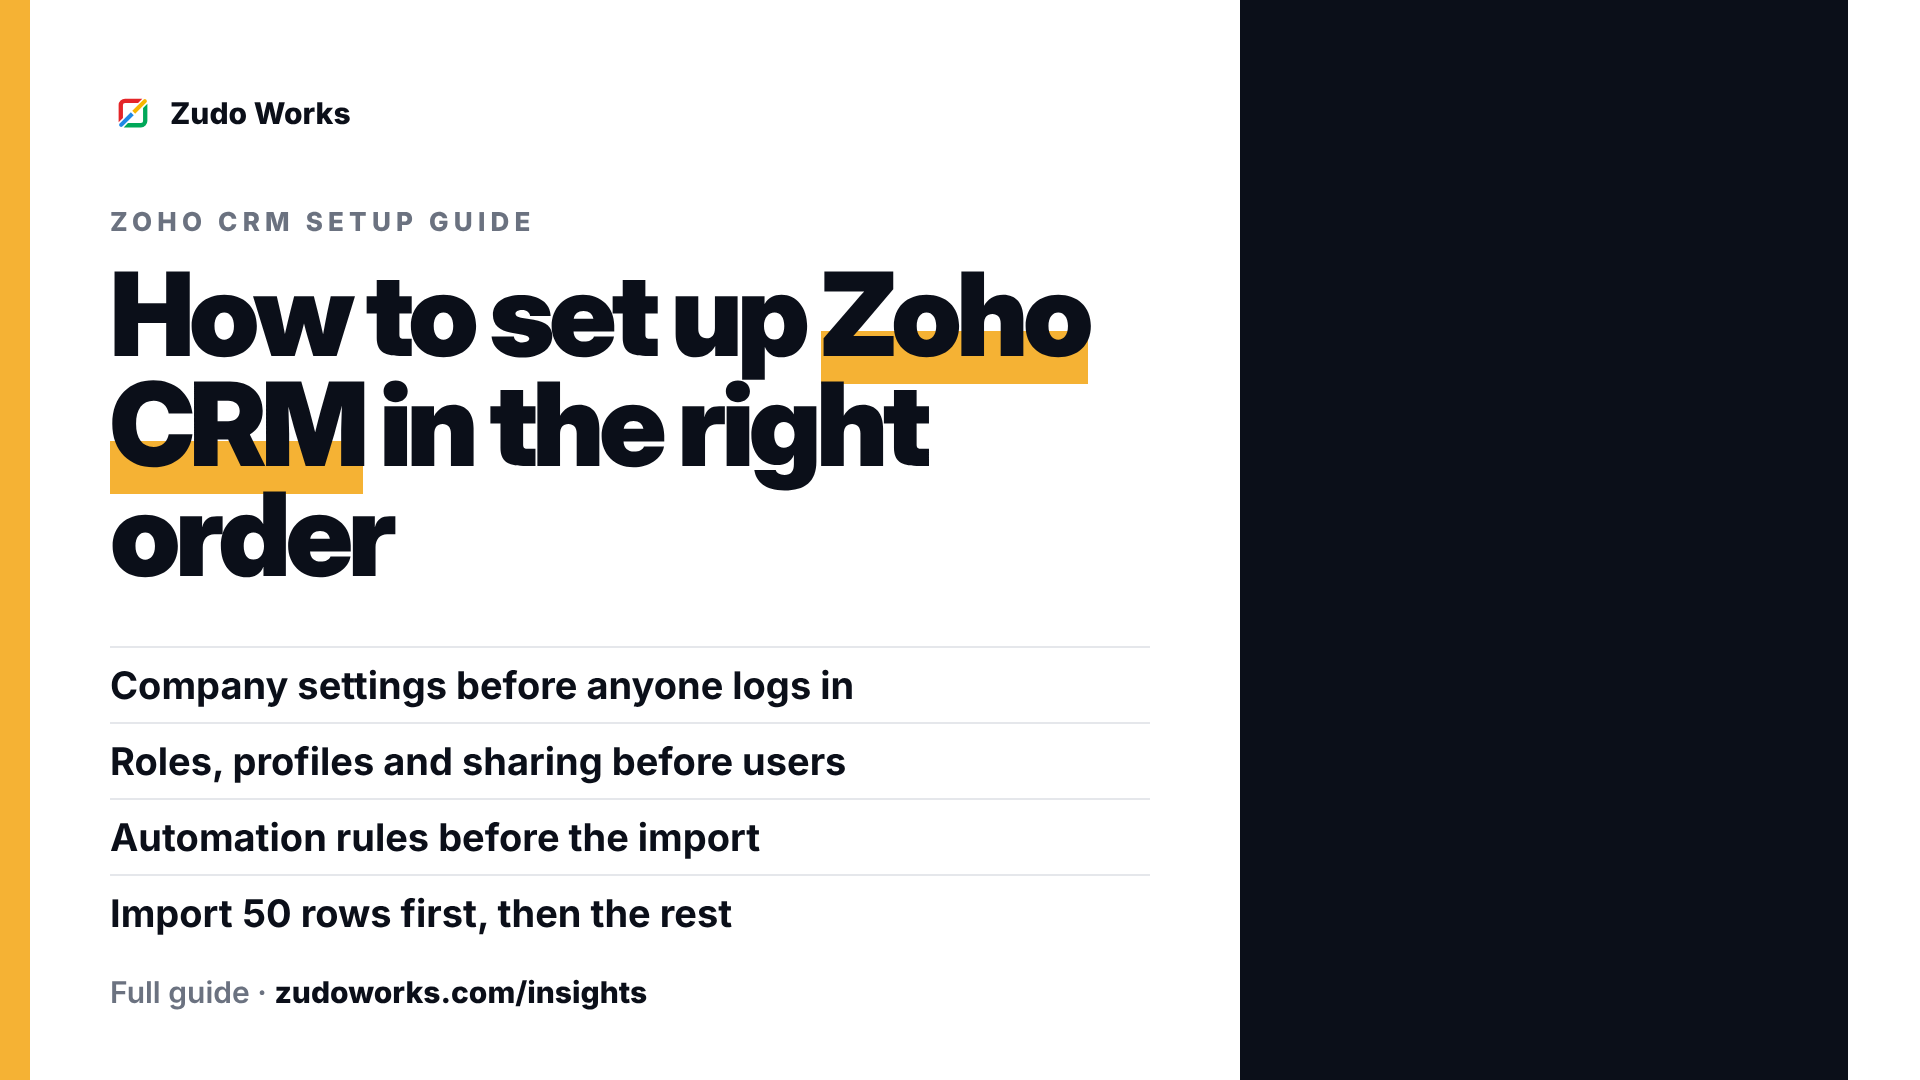 Zudo Works
ZOHO CRM SETUP GUIDE
How to set up Zoho
CRM in the right
order
Company settings before anyone logs in
Roles, profiles and sharing before users
Automation rules before the import
Import 50 rows first, then the rest
Full guide · zudoworks.com/insights